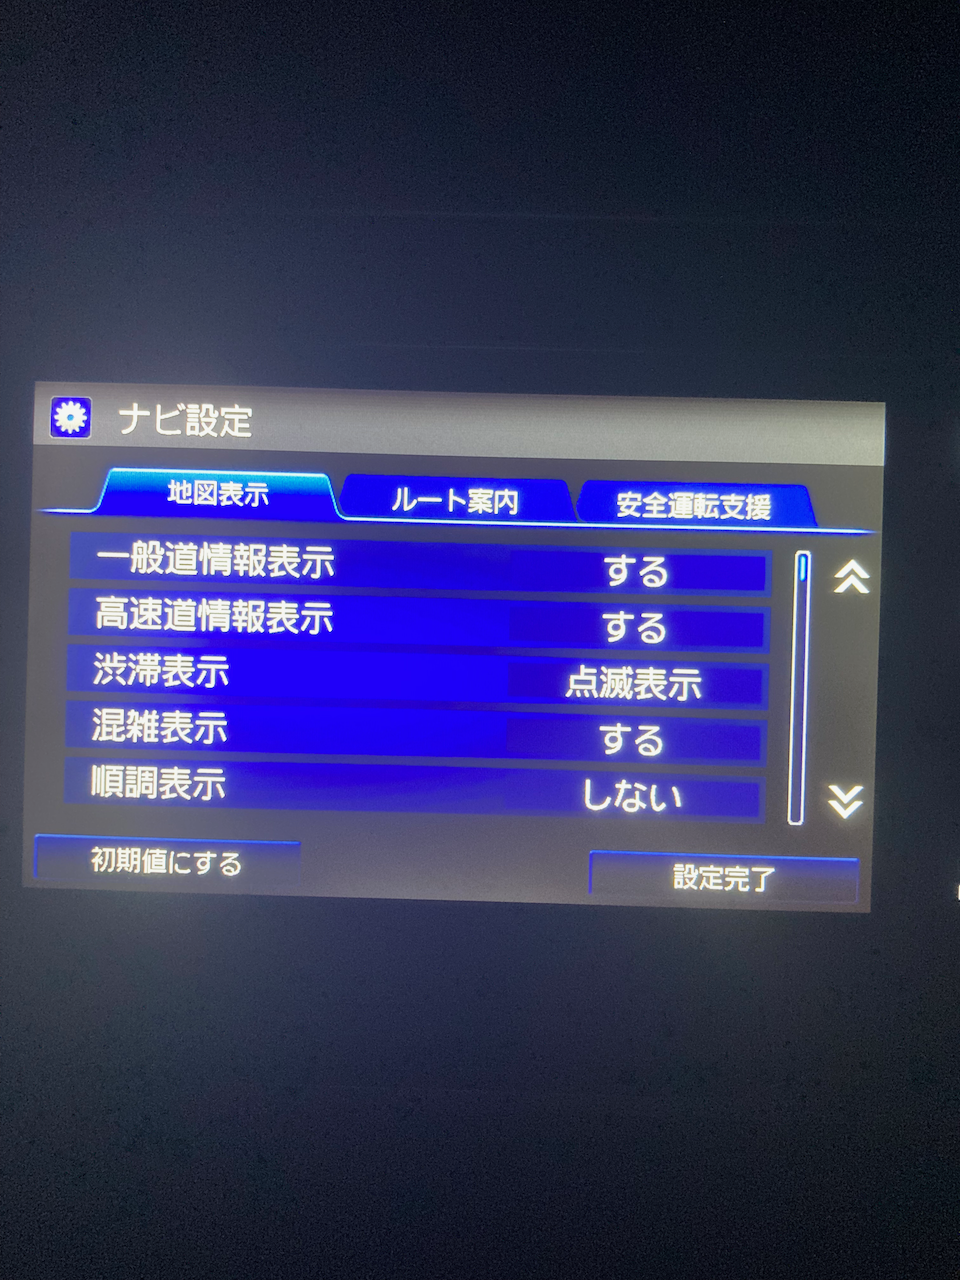 ナビ設定
地図表示 ルート案内 安全運転支援
一般道情報表示 する
高速道情報表示 する
渋滞表示 点滅表示
混雑表示 する
順調表示 しない
初期値にする 設定完了